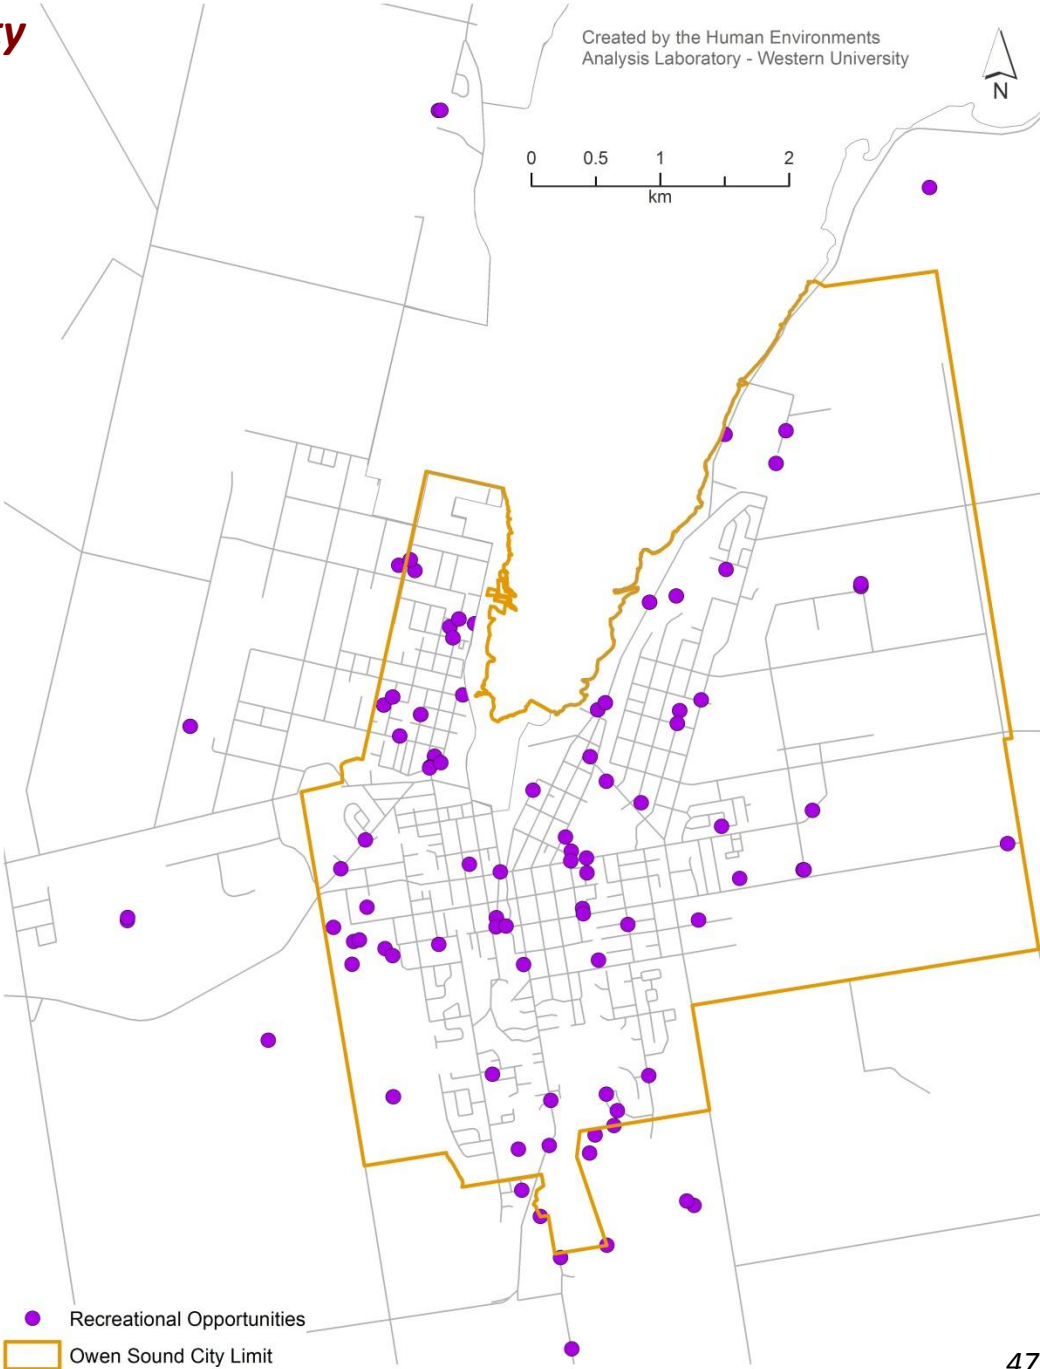 Created by the Human Environments
Analysis Laboratory - Western University
N
0 0.5 1 2
km
Recreational Opportunities
Owen Sound City Limit
47